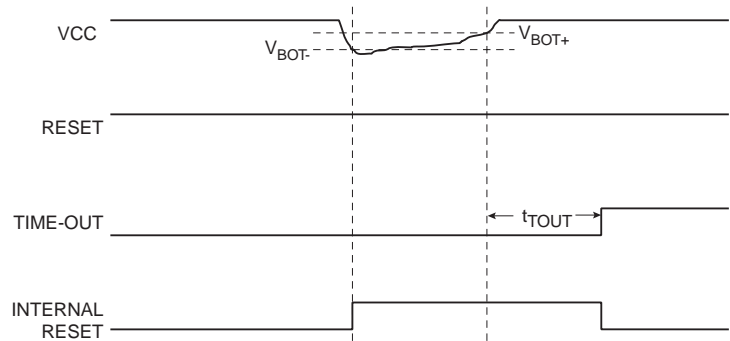 VCC
VBOT-
VBOT+
RESET
TIME-OUT
tTOUT
INTERNAL
RESET